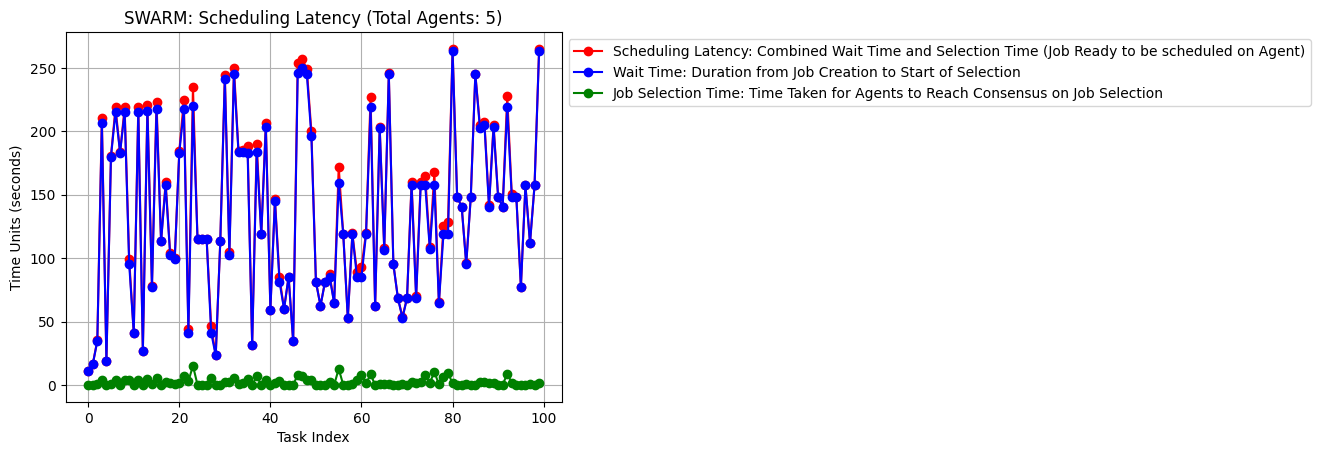 SWARM: Scheduling Latency (Total Agents: 5)
Scheduling Latency: Combined Wait Time and Selection Time (Job Ready to be scheduled on Agent)
Wait Time: Duration from Job Creation to Start of Selection
Job Selection Time: Time Taken for Agents to Reach Consensus on Job Selection
Time Units (seconds)
250
200
150
100
50
0
0 20 40 60 80 100
Task Index